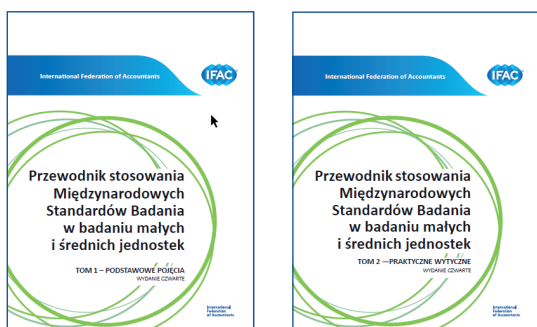 International Federation of Accountants
IFAC
Przewodnik stosowania
Międzynarodowych
Standardów Badania
w badaniu małych
i średnich jednostek
TOM 1 – PODSTAWOWE POJĘCIA
WYDANIE CZWARTE
International
Federation
of Accountants
International Federation of Accountants
IFAC
Przewodnik stosowania
Międzynarodowych
Standardów Badania
w badaniu małych
i średnich jednostek
TOM 2 —PRAKTYCZNE WYTYCZNE
WYDANIE CZWARTE
International
Federation
of Accountants